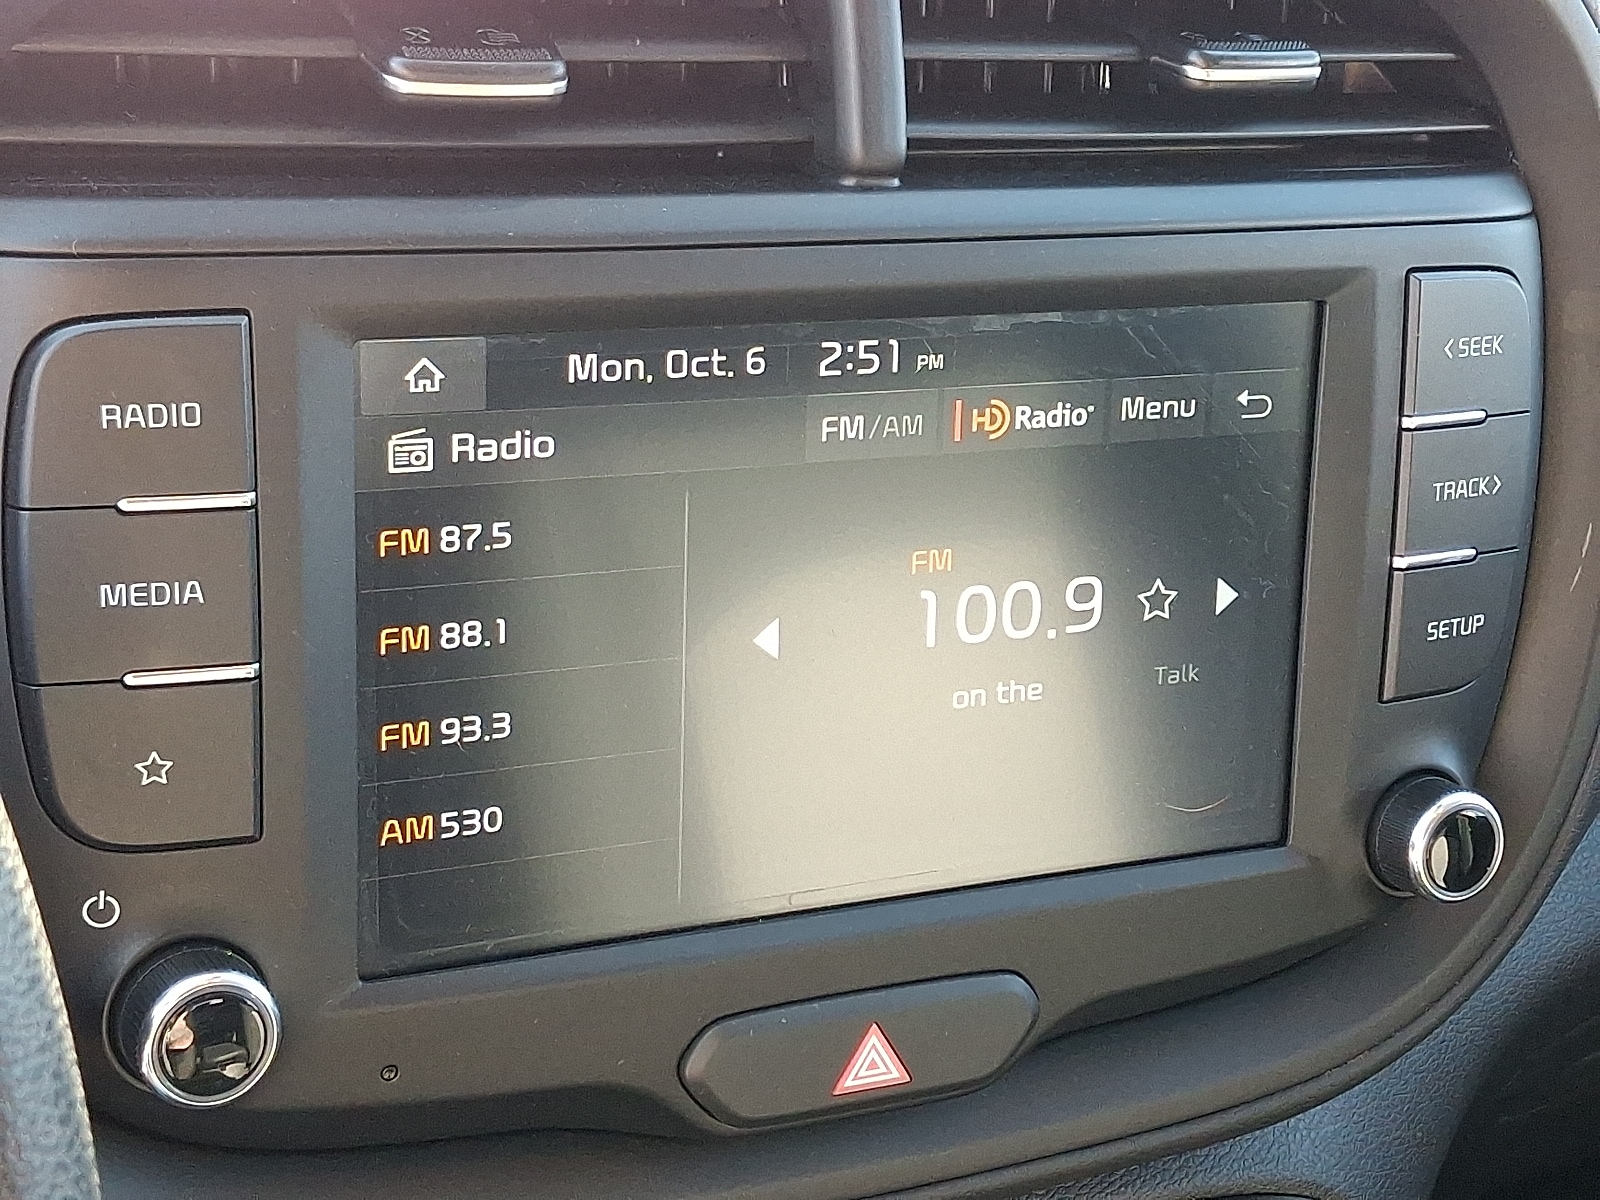 Mon, Oct. 6 2:51 PM
Radio FM/AM HD Radio Menu
FM 87.5
FM 88.1
FM 93.3
AM 530
FM
100.9
on the
Talk
RADIO
MEDIA
< SEEK
TRACK >
SETUP